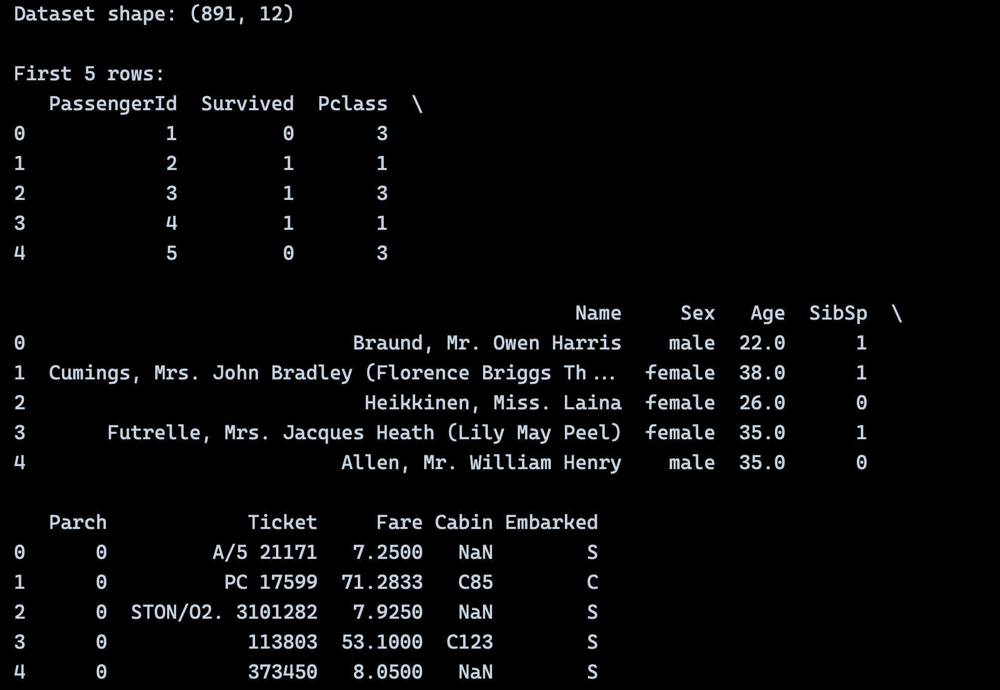 Dataset shape: (891, 12)
First 5 rows:
   PassengerId  Survived  Pclass  \
0            1         0       3
1            2         1       1
2            3         1       3
3            4         1       1
4            5         0       3
                                                Name     Sex   Age  SibSp  \
0                            Braund, Mr. Owen Harris    male  22.0      1
1  Cumings, Mrs. John Bradley (Florence Briggs Th...  female  38.0      1
2                             Heikkinen, Miss. Laina  female  26.0      0
3       Futrelle, Mrs. Jacques Heath (Lily May Peel)  female  35.0      1
4                           Allen, Mr. William Henry    male  35.0      0
   Parch            Ticket     Fare Cabin Embarked
0      0         A/5 21171   7.2500   NaN        S
1      0          PC 17599  71.2833   C85        C
2      0  STON/O2. 3101282   7.9250   NaN        S
3      0            113803  53.1000  C123        S
4      0            373450   8.0500   NaN        S